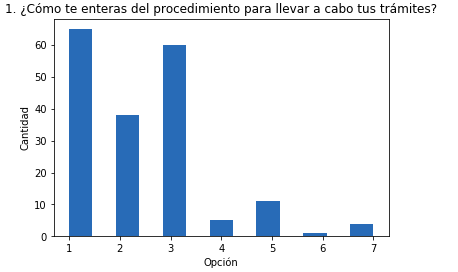 1. ¿Cómo te enteras del procedimiento para llevar a cabo tus trámites?
60
50
40
30
20
10
0
Cantidad
1 2 3 4 5 6 7
Opción